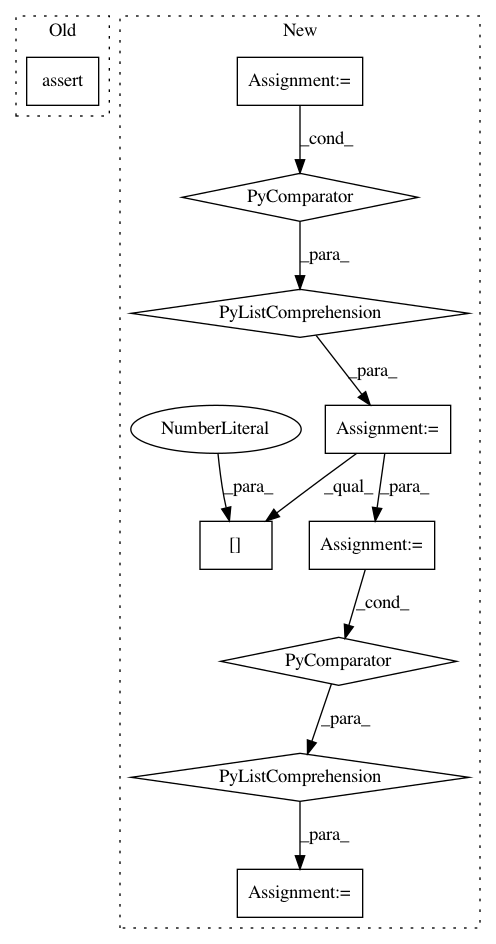 Old
New
assert
Assignment:=
_cond_
PyComparator
_para_
PyListComprehension
_para_
NumberLiteral
Assignment:=
_para_
_qual_
_para_
[]
Assignment:=
_cond_
PyComparator
_para_
PyListComprehension
_para_
Assignment:=